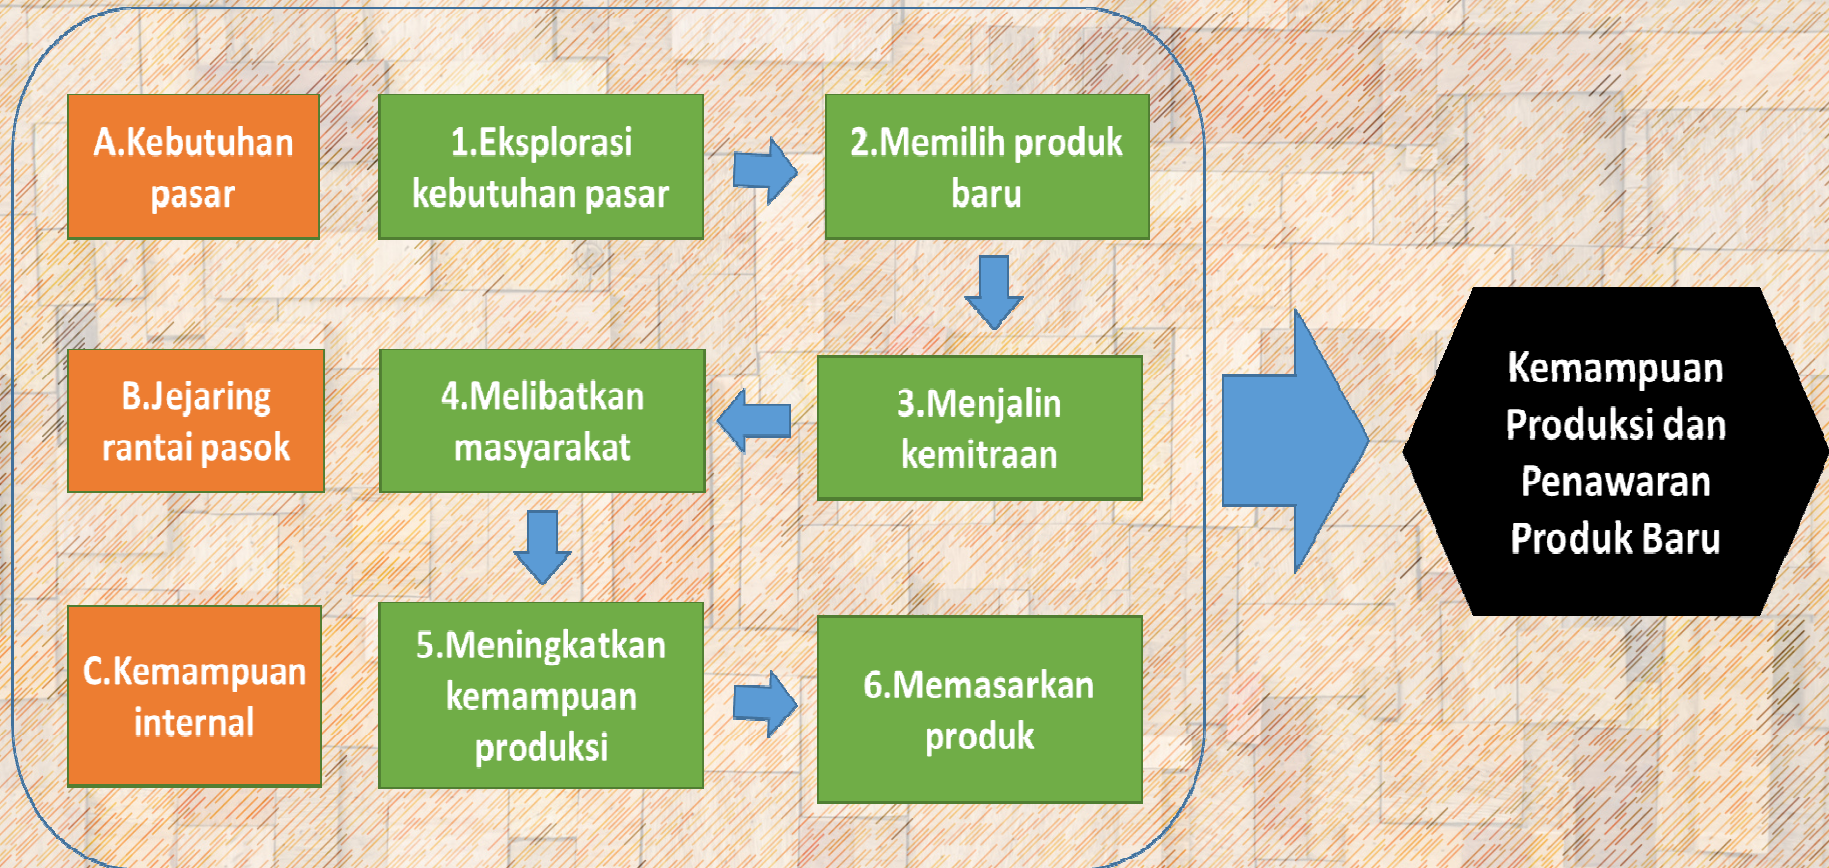 A.Kebutuhan
pasar
1.Eksplorasi
kebutuhan pasar
2.Memilih produk
baru
B.Jejaring
rantai pasok
4.Melibatkan
masyarakat
3.Menjalin
kemitraan
C.Kemampuan
internal
5.Meningkatkan
kemampuan
produksi
6.Memasarkan
produk
Kemampuan
Produksi dan
Penawaran
Produk Baru